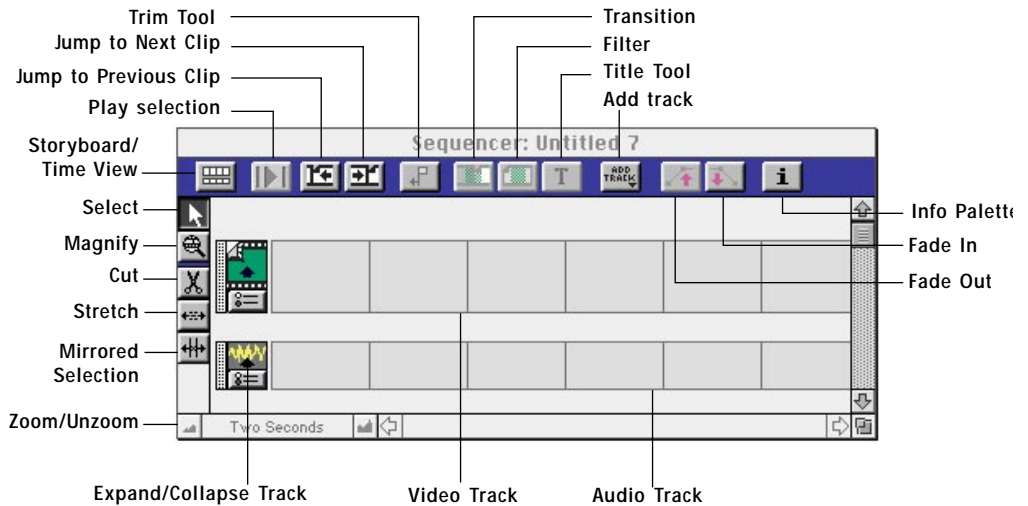 Trim Tool
Jump to Next Clip
Jump to Previous Clip
Play selection
Storyboard/
Time View
Transition
Filter
Title Tool
Add track
Sequencer: Untitled 7
T
ADD
TRACK
i
Select
Magnify
Cut
Stretch
Mirrored
Selection
Zoom/Unzoom
Info Palette
Fade In
Fade Out
Two Seconds
Expand/Collapse Track
Video Track
Audio Track